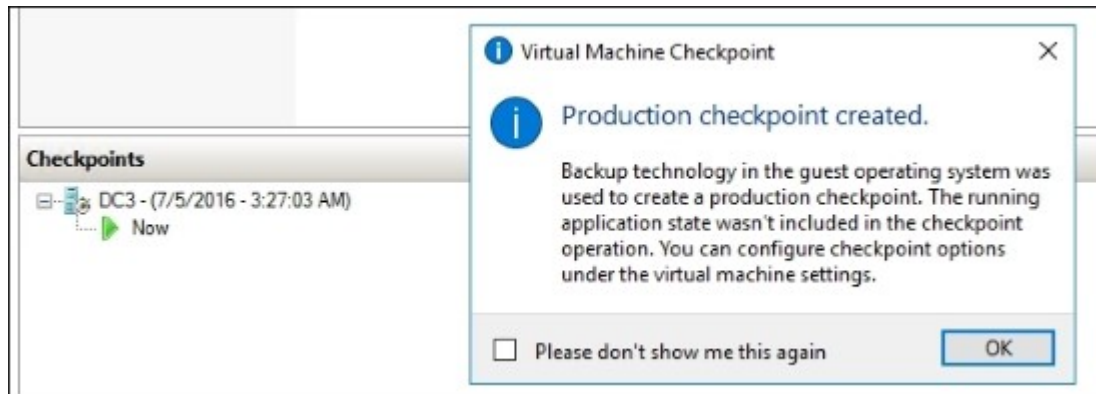 Virtual Machine Checkpoint
Production checkpoint created.
Checkpoints
Backup technology in the guest operating system was
used to create a production checkpoint. The running
application state wasn't included in the checkpoint
operation. You can configure checkpoint options
under the virtual machine settings.
DC3 - (7/5/2016 - 3:27:03 AM)
Now
Please don't show me this again
OK